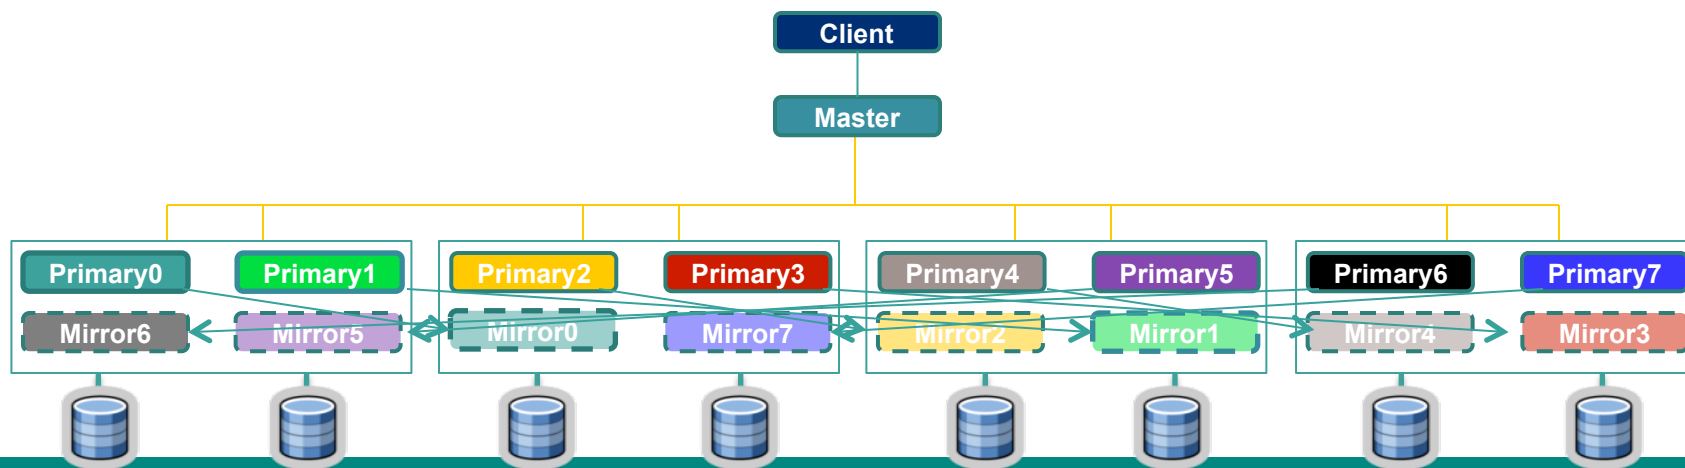 Client
Master
Primary0 Primary1 Primary2 Primary3 Primary4 Primary5 Primary6 Primary7
Mirror6 Mirror5 Mirror0 Mirror7 Mirror2 Mirror1 Mirror4 Mirror3